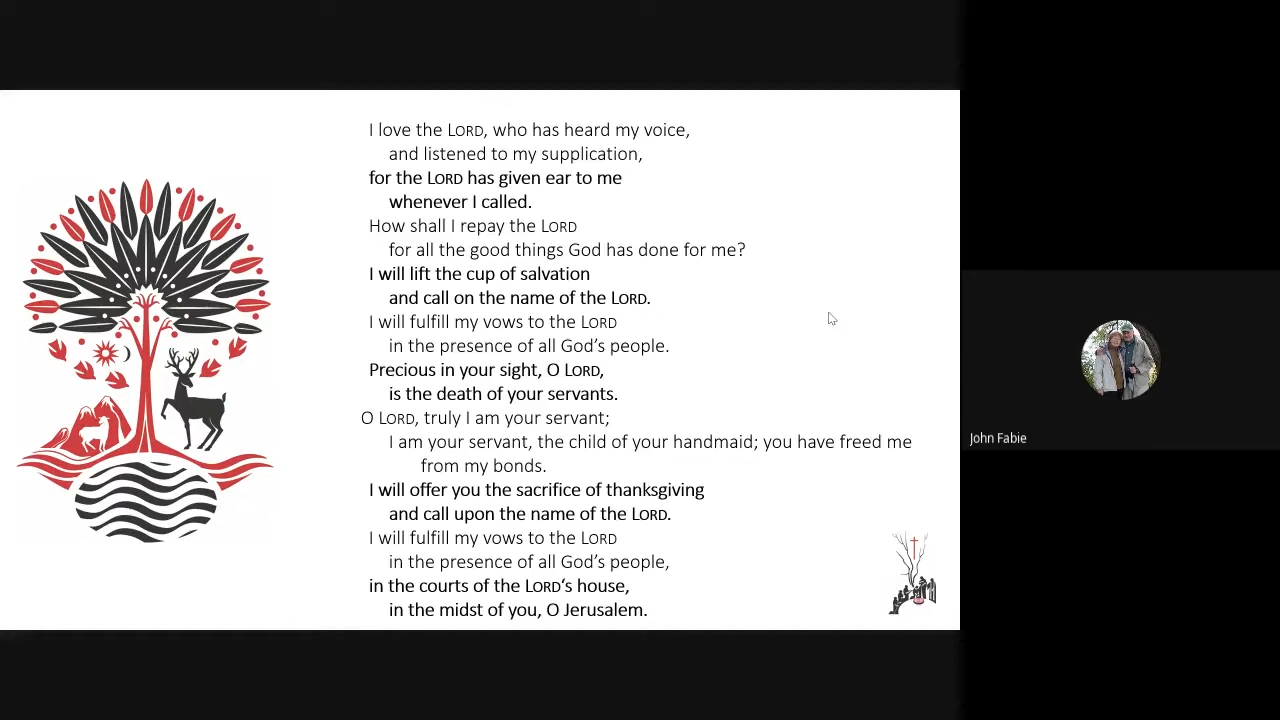 I love the LORD, who has heard my voice,
and listened to my supplication,
for the LORD has given ear to me
whenever I called.
How shall I repay the LORD
for all the good things God has done for me?
I will lift the cup of salvation
and call on the name of the LORD.
I will fulfill my vows to the LORD
in the presence of all God’s people.
Precious in your sight, O LORD,
is the death of your servants.
O LORD, truly I am your servant;
I am your servant, the child of your handmaid; you have freed me
from my bonds.
I will offer you the sacrifice of thanksgiving
and call upon the name of the LORD.
I will fulfill my vows to the LORD
in the presence of all God’s people,
in the courts of the LORD‘s house,
in the midst of you, O Jerusalem.
John Fabie